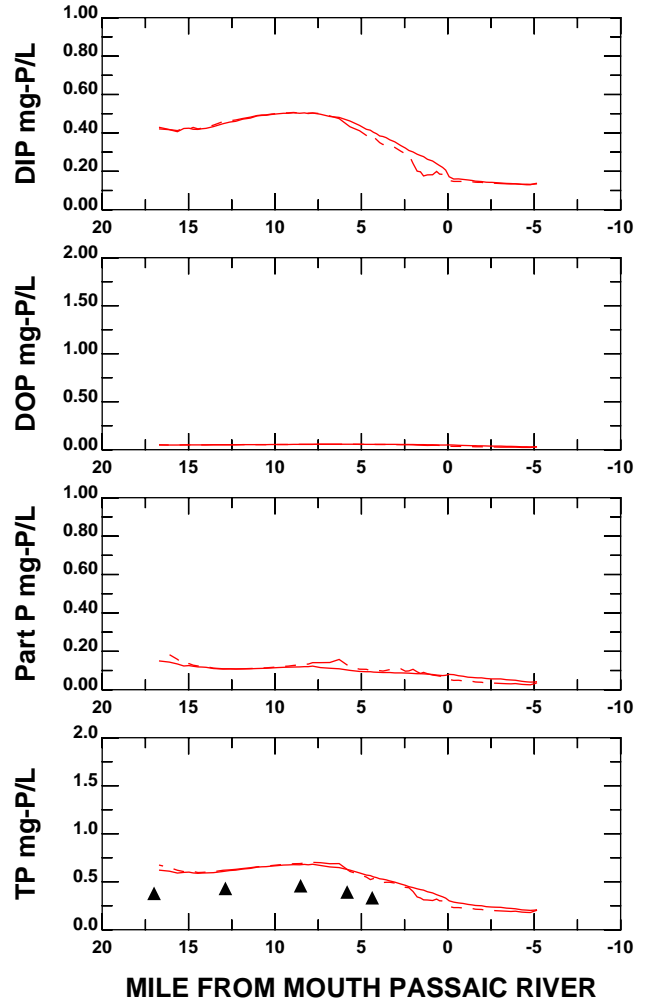 DIP mg-P/L
1.00
0.80
0.60
0.40
0.20
0.00
20 15 10 5 0 -5 -10
DOP mg-P/L
2.00
1.50
1.00
0.50
0.00
20 15 10 5 0 -5 -10
Part P mg-P/L
1.00
0.80
0.60
0.40
0.20
0.00
20 15 10 5 0 -5 -10
TP mg-P/L
2.0
1.5
1.0
0.5
0.0
20 15 10 5 0 -5 -10
MILE FROM MOUTH PASSAIC RIVER